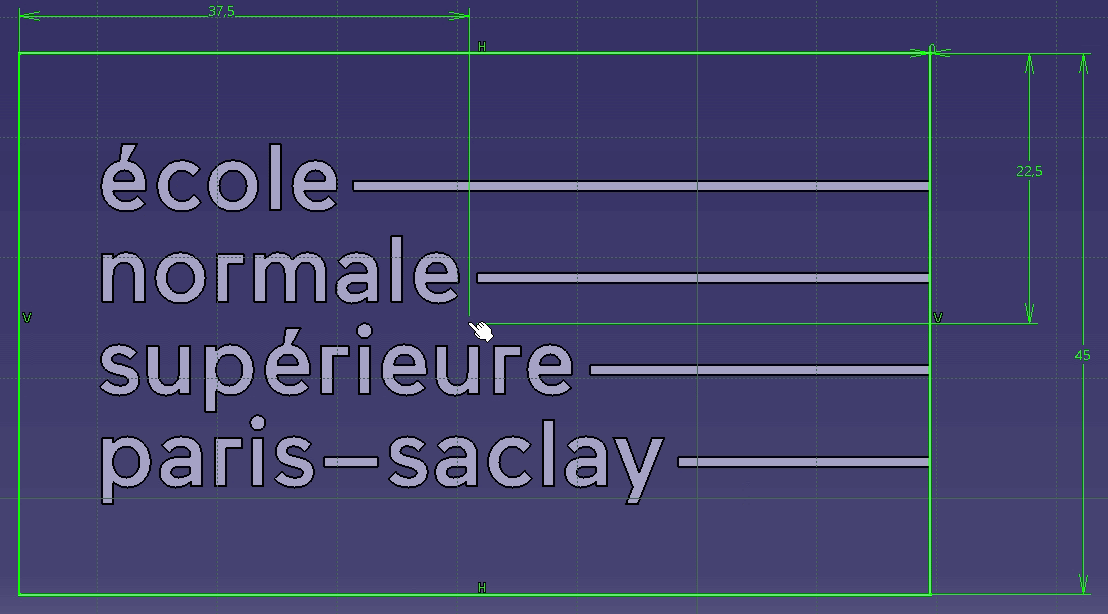 37,5
H
0
école
22,5
normale
V
V
supérieure
45
paris—saclay
H